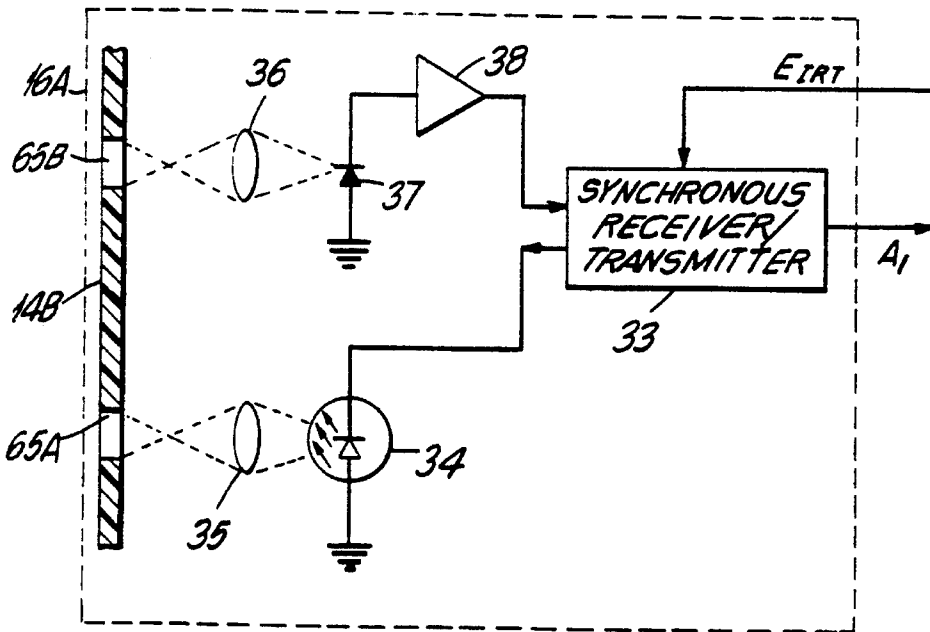 16A
65B
14B
65A
36
37
38
E_IRT
SYNCHRONOUS
RECEIVER/
TRANSMITTER
A_1
33
34
35